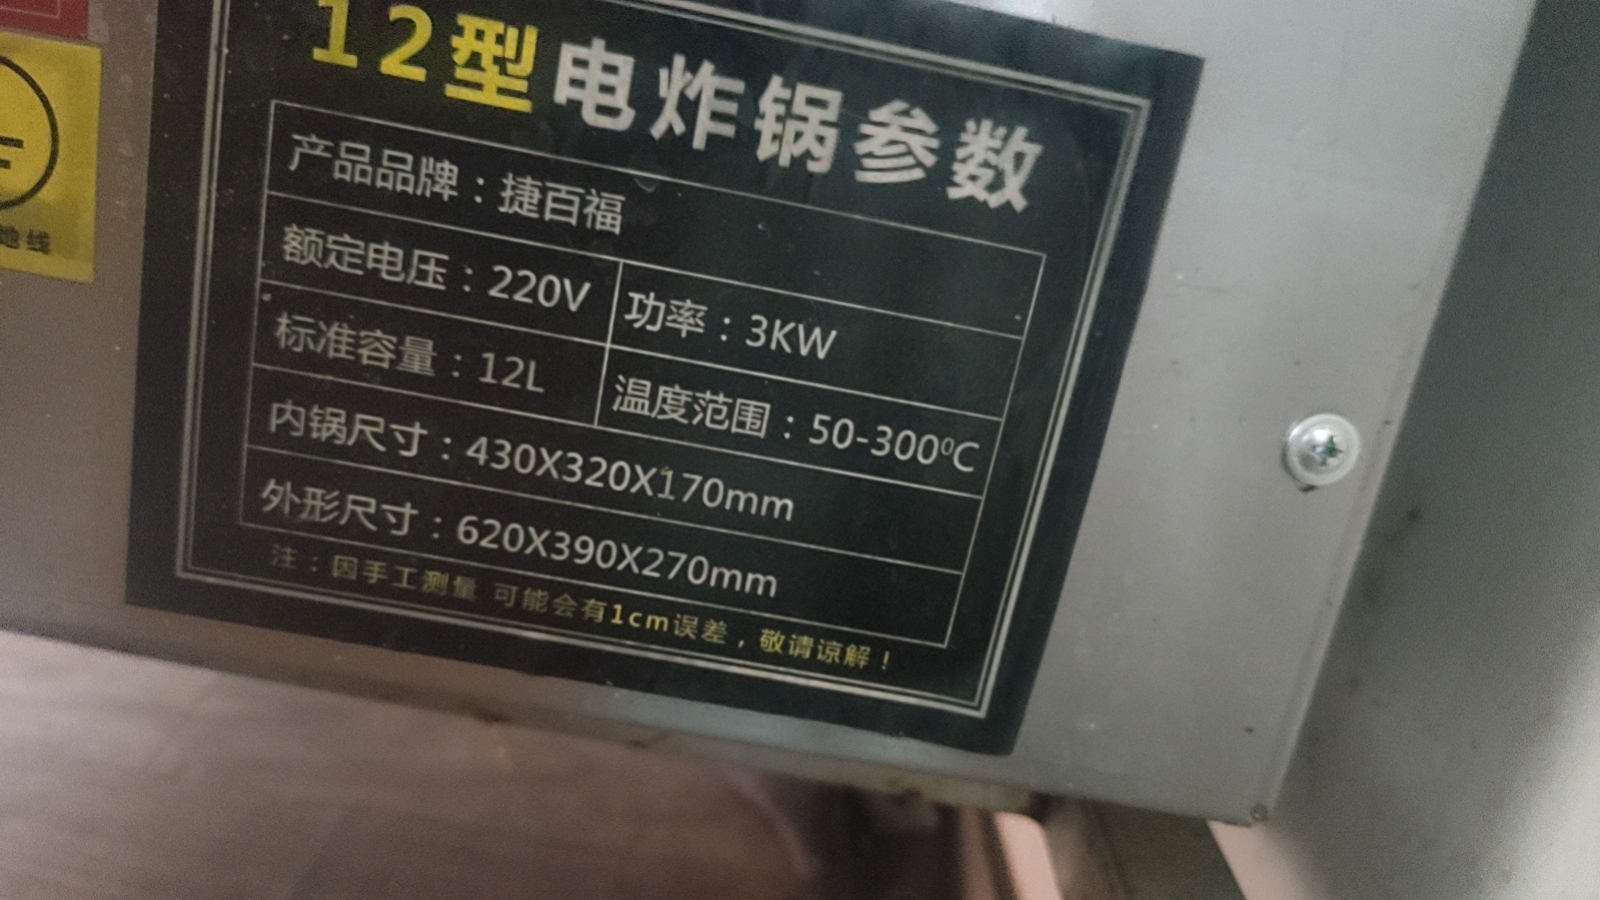 12型电炸锅参数
产品品牌：捷百福
额定电压：220V 功率：3KW
标准容量：12L 温度范围：50-300⁰C
内锅尺寸：430X320X170mm
外形尺寸：620X390X270mm
注：因手工测量 可能会有1cm误差，敬请谅解！
地线